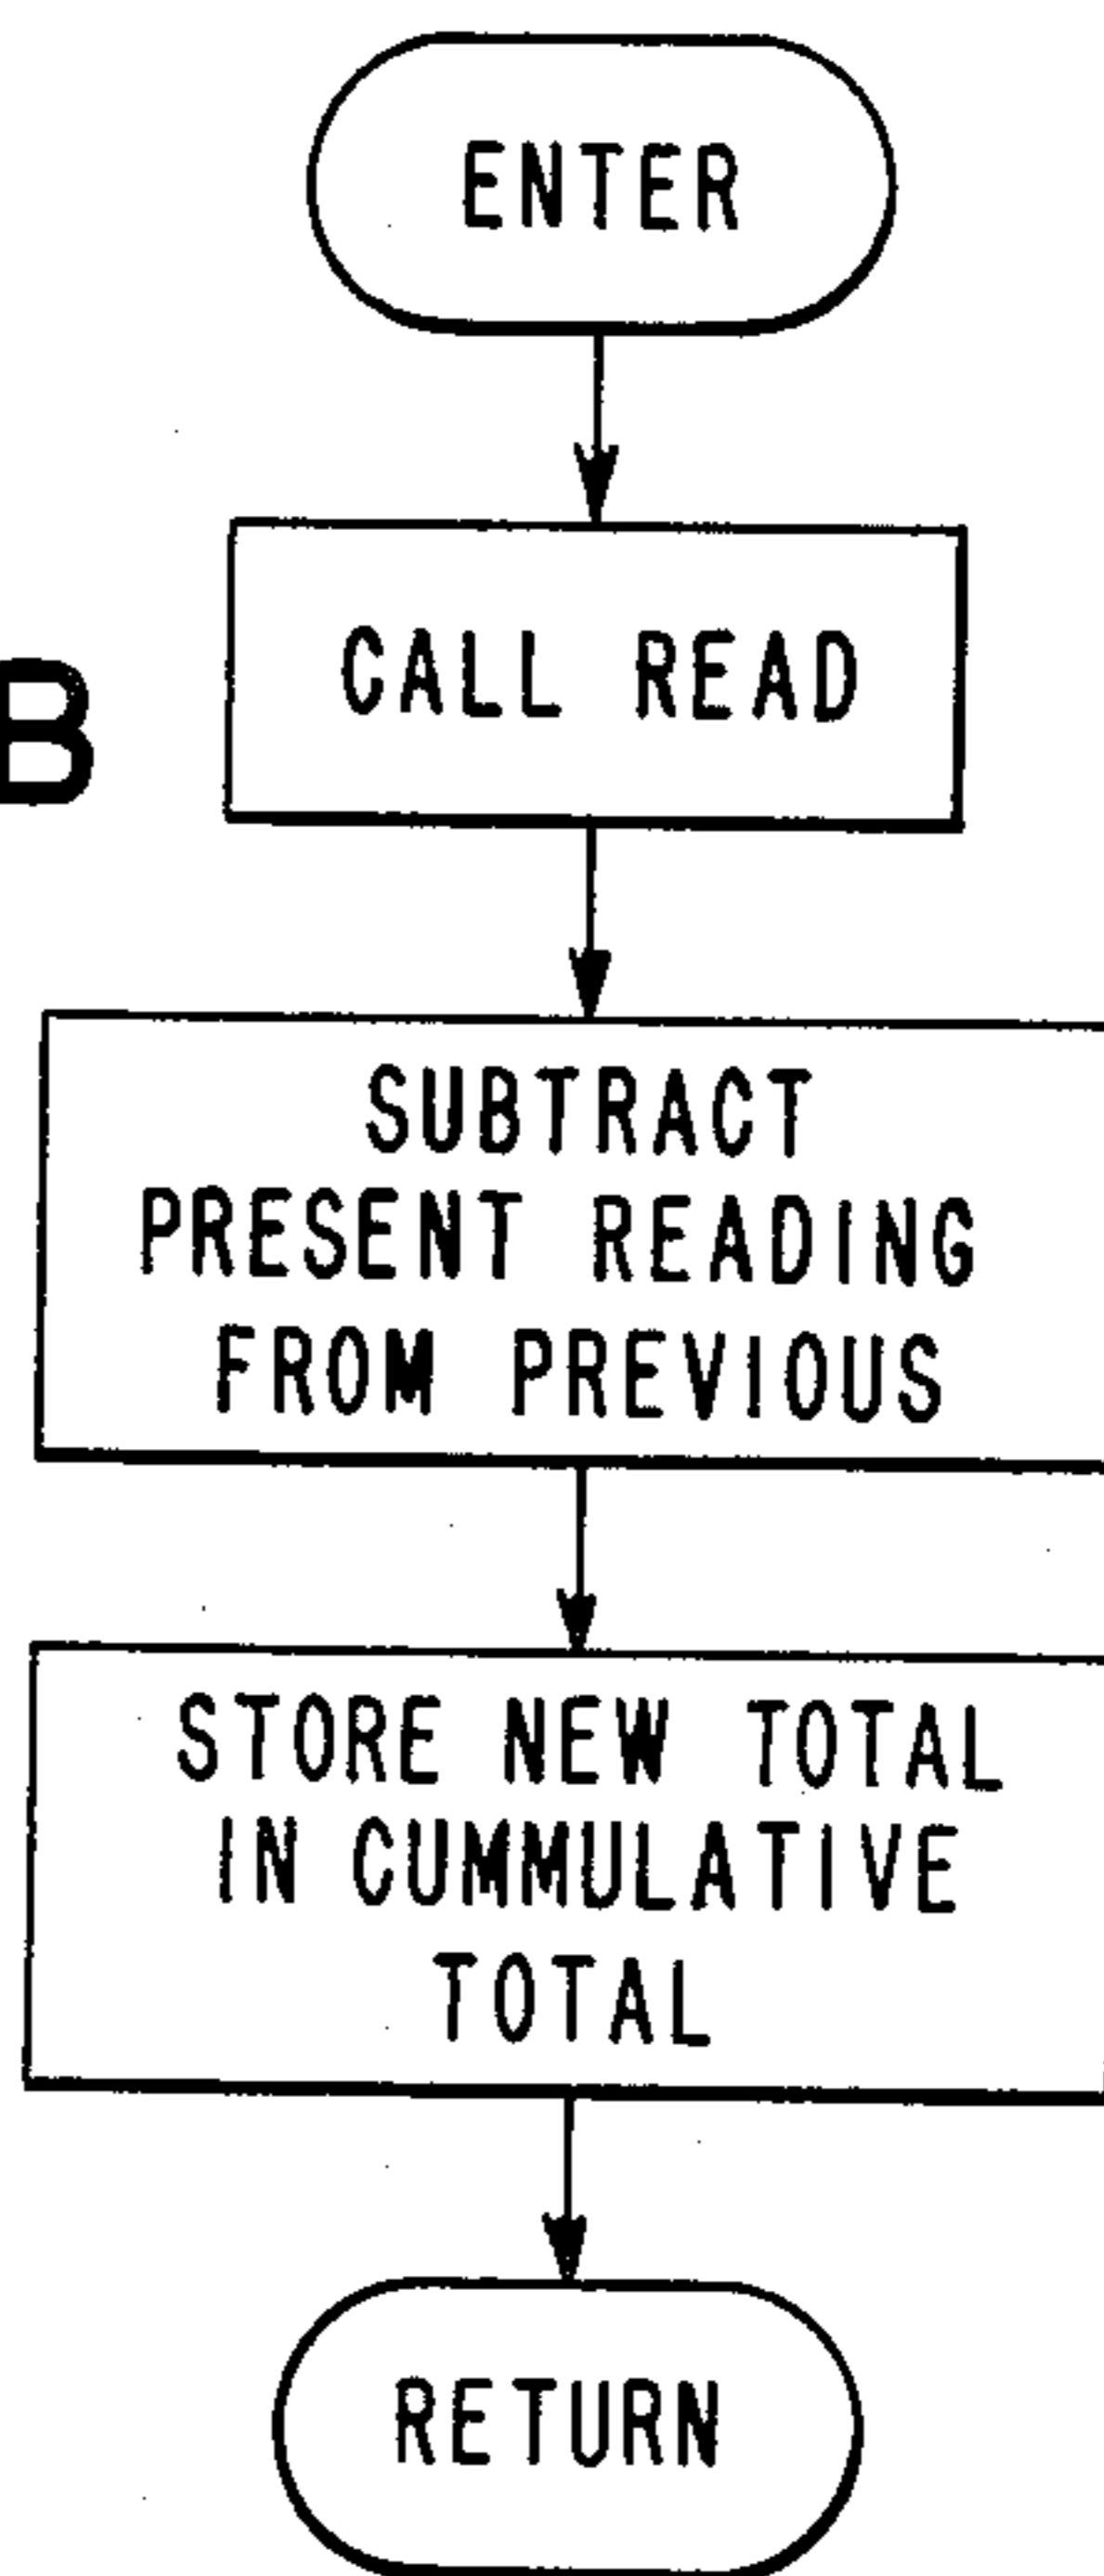 ENTER
CALL READ
B
SUBTRACT
PRESENT READING
FROM PREVIOUS
STORE NEW TOTAL
IN CUMMULATIVE
TOTAL
RETURN